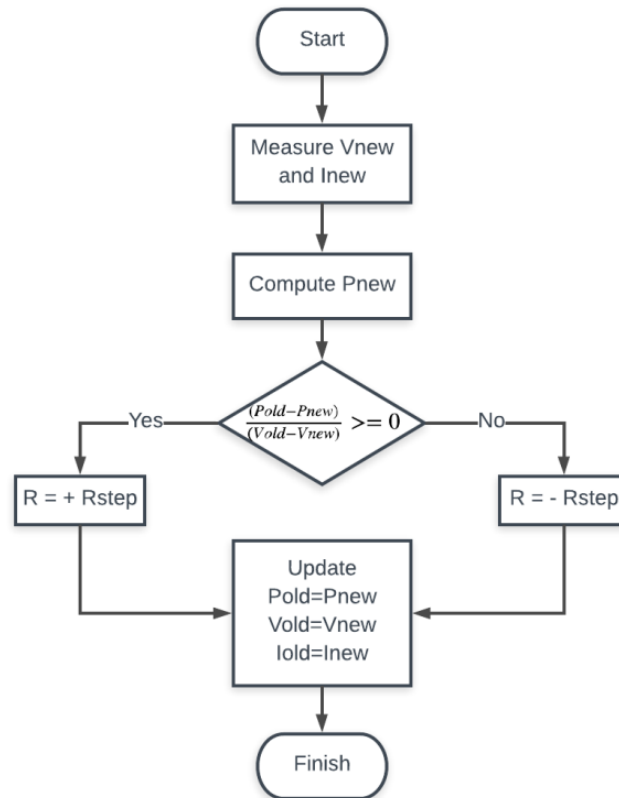 Start
Measure Vnew
and Inew
Compute Pnew
(Pold−Pnew)
(Vold−Vnew)
>= 0
Yes
No
R = + Rstep
R = - Rstep
Update
Pold=Pnew
Vold=Vnew
Iold=Inew
Finish